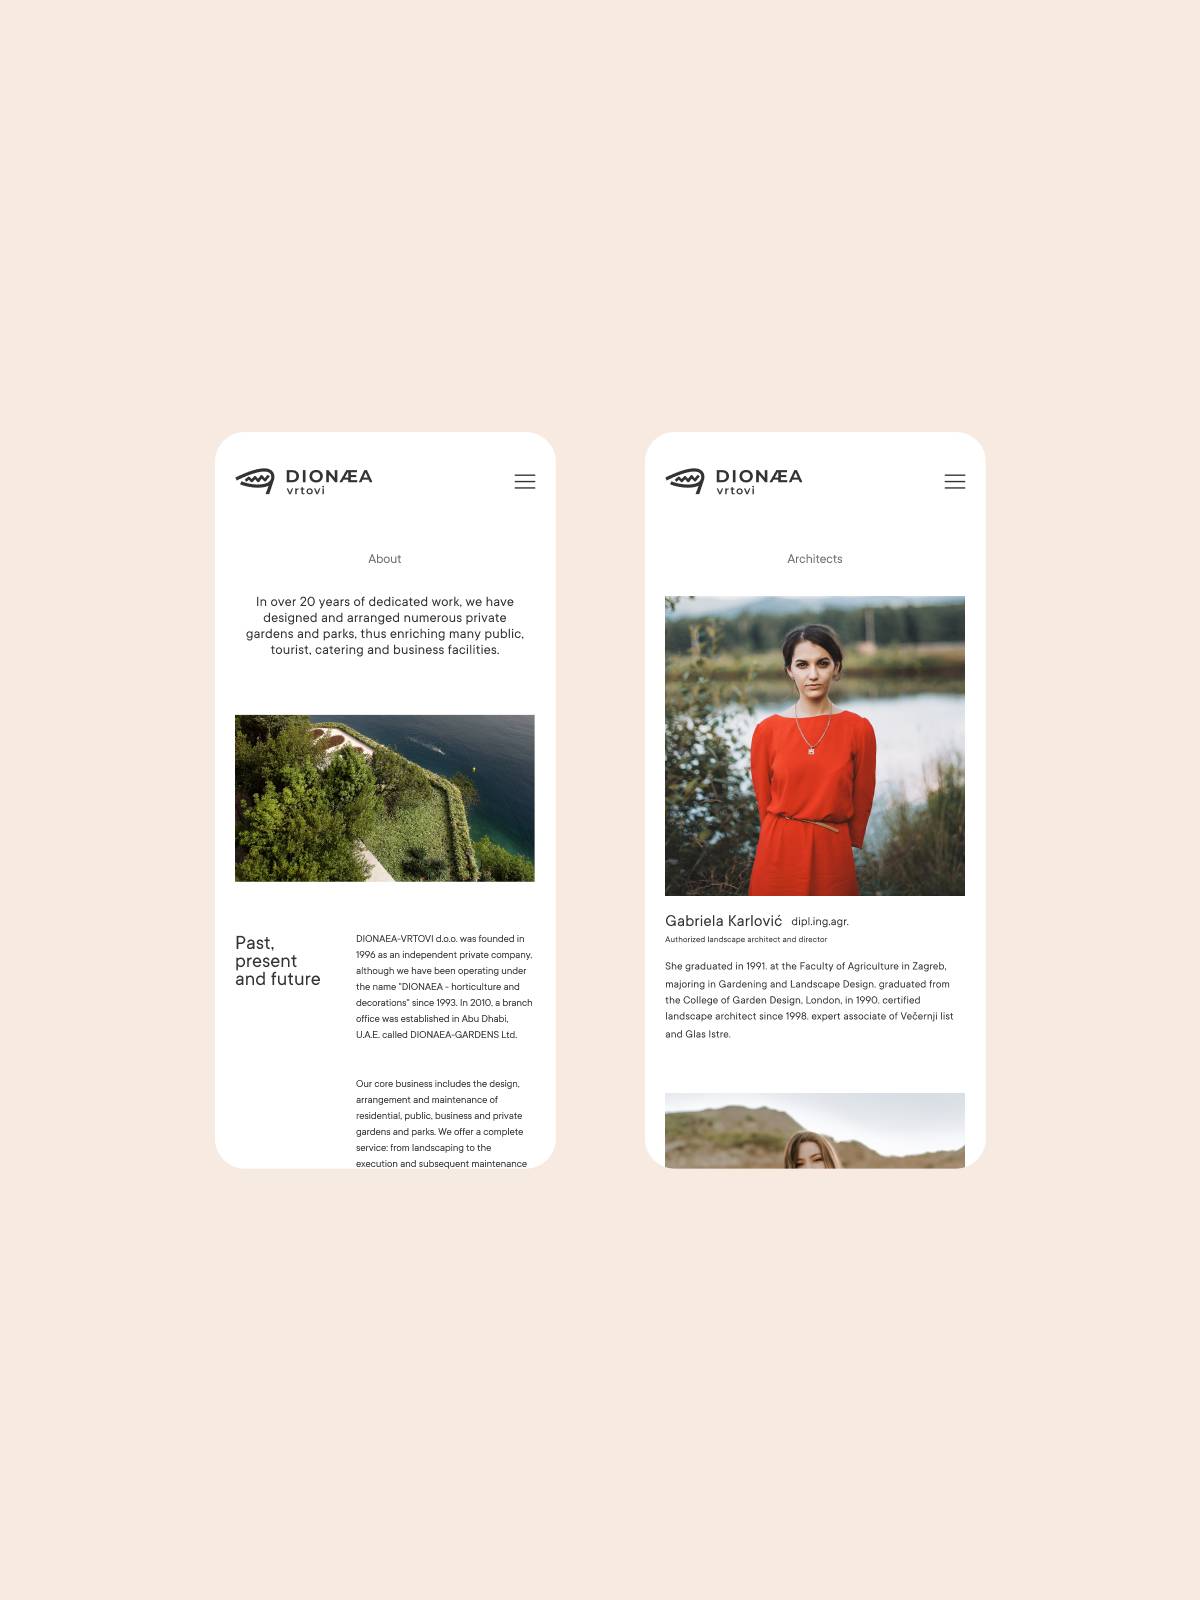 DIONÆA
vrtovi
About
In over 20 years of dedicated work, we have
designed and arranged numerous private
gardens and parks, thus enriching many public,
tourist, catering and business facilities.
Past,
present
and future
DIONAEA-VRTOVI d.o.o. was founded in
1996 as an independent private company,
although we have been operating under
the name "DIONAEA - horticulture and
decorations" since 1993. In 2010, a branch
office was established in Abu Dhabi,
U.A.E. called DIONAEA-GARDENS Ltd.
Our core business includes the design,
arrangement and maintenance of
residential, public, business and private
gardens and parks. We offer a complete
service: from landscaping to the
execution and subsequent maintenance
DIONÆA
vrtovi
Architects
Gabriela Karlović dipl.ing.agr.
Authorized landscape architect and director
She graduated in 1991. at the Faculty of Agriculture in Zagreb,
majoring in Gardening and Landscape Design. graduated from
the College of Garden Design, London, in 1990. certified
landscape architect since 1998. expert associate of Večernji list
and Glas Istre.